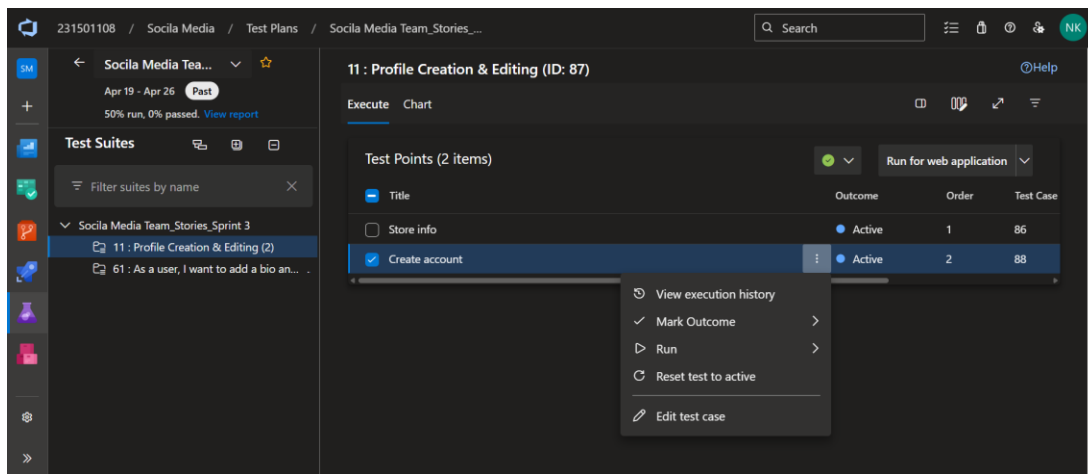 231501108 / Socila Media / Test Plans / Socila Media Team_Stories_...
Search
NK
SM
Socila Media Tea...
Apr 19 - Apr 26 Past
50% run, 0% passed. View report
Test Suites
Filter suites by name
Socila Media Team_Stories_Sprint 3
11 : Profile Creation & Editing (2)
61 : As a user, I want to add a bio an...
11 : Profile Creation & Editing (ID: 87)
Help
Execute Chart
Test Points (2 items)
Run for web application
Title Outcome Order Test Case
Store info Active 1 86
Create account Active 2 88
View execution history
Mark Outcome
Run
Reset test to active
Edit test case